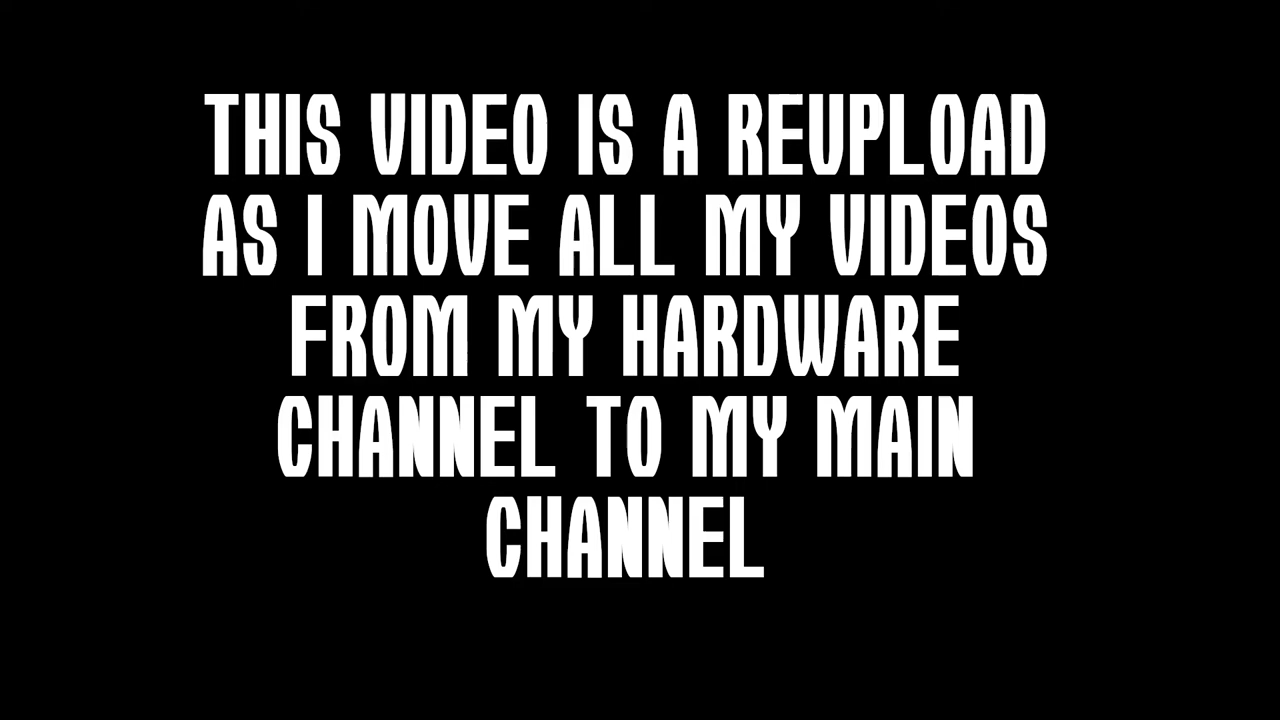 THIS VIDEO IS A REUPLOAD
AS I MOVE ALL MY VIDEOS
FROM MY HARDWARE
CHANNEL TO MY MAIN
CHANNEL